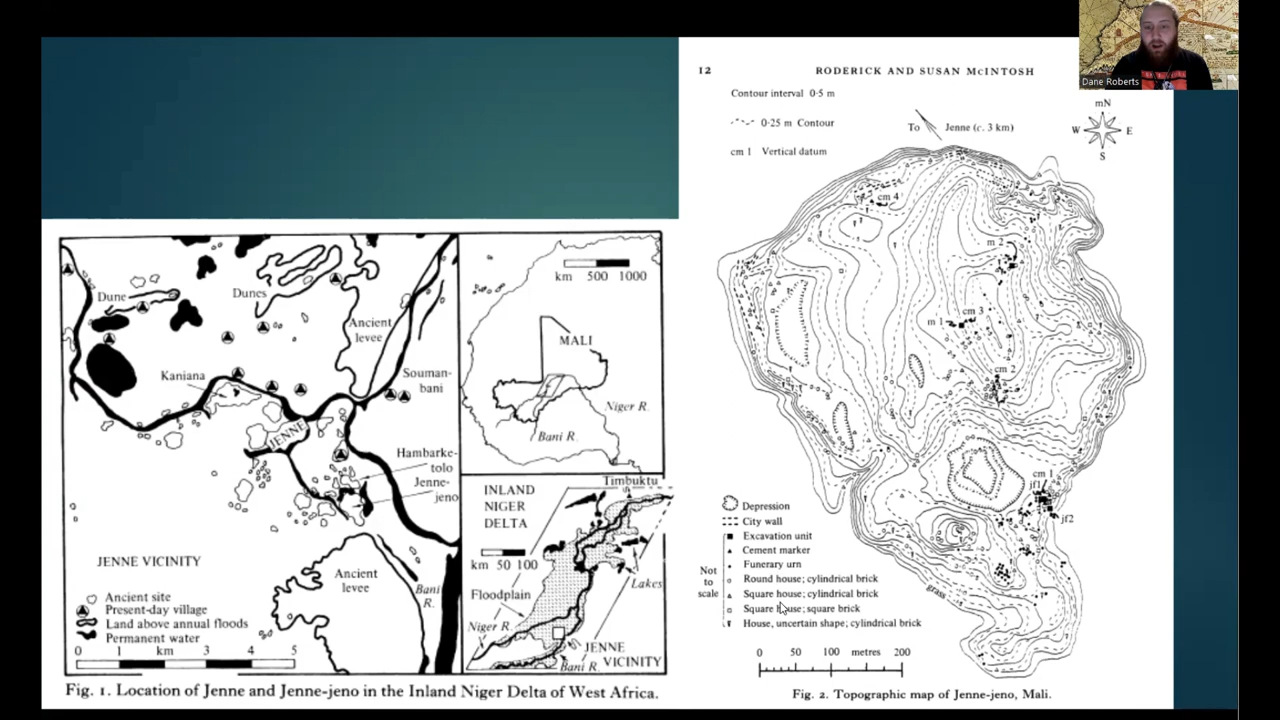 Dane Roberts
12 RODERICK AND SUSAN McINTOSH
Contour interval 0·5 m
0·25 m Contour
cm 1 Vertical datum
To Jenne (c. 3 km)
mN
W E
S
cm 4
m 2
cm 3
m 1
cm 2
cm 1
jf1
jf2
grass
Depression
City wall
Excavation unit
Cement marker
Funerary urn
Round house; cylindrical brick
Square house; cylindrical brick
Square house; square brick
House, uncertain shape; cylindrical brick
Not
to
scale
0 50 100 metres 200
Fig. 2. Topographic map of Jenne-jeno, Mali.
Dune
Dunes
Ancient
levee
Kaniana
Souman-
bani
JENNE
Hambarke-
tolo
Jenne-
jeno
JENNE VICINITY
Ancient
levee
Bani
R.
Ancient site
Present-day village
Land above annual floods
Permanent water
0 1 km 3 4 5
km 500 1000
MALI
Niger R.
Bani R.
Timbuktu
INLAND
NIGER
DELTA
km 50 100
Floodplain
Lakes
Niger R.
JENNE
VICINITY
Bani R.
Fig. 1. Location of Jenne and Jenne-jeno in the Inland Niger Delta of West Africa.